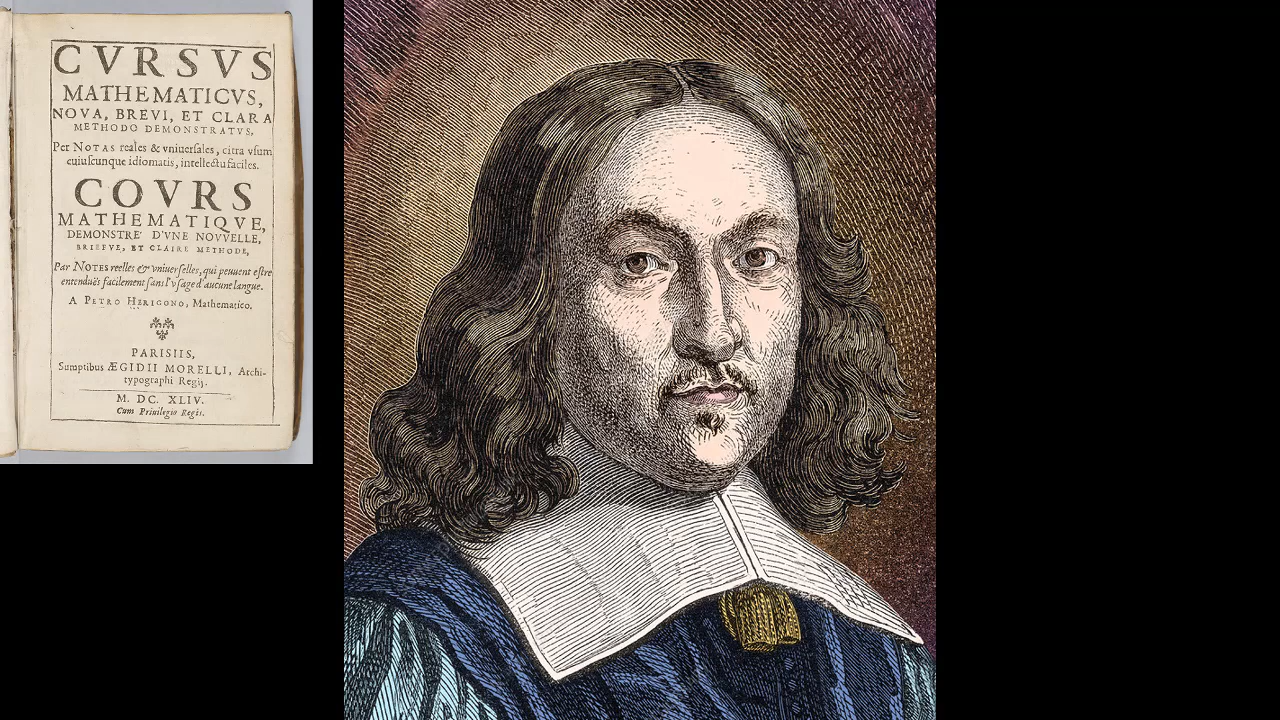 CVRSVS
MATHEMATICVS,
NOVA, BREVI, ET CLARA
METHODO DEMONSTRATVS,
Per NOTAS reales & vniuersales, citra vsum
cuiuscunque idiomatis, intellectu faciles.
COVRS
MATHEMATIQVE,
DEMONSTRE' D'VNE NOVVELLE,
BRIEFVE, ET CLAIRE METHODE,
Par NOTES reelles & vniuerselles, qui peuuent estre
entenduës facilement sans l'vsage d'aucune langue.
A PETRO HERIGONO, Mathematico.
PARISIIS,
Sumptibus ÆGIDII MORELLI, Archi-
typographi Regij.
M. DC. XLIV.
Cum Priuilegio Regis.